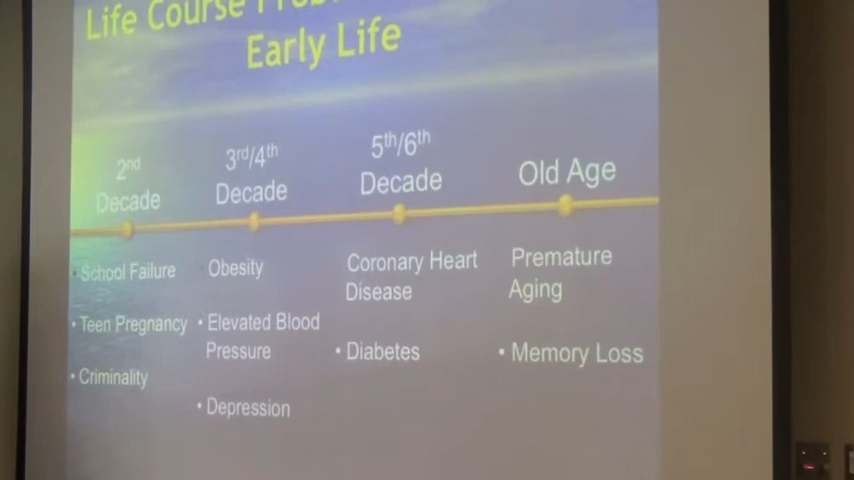 Life Course
Early Life
2nd
Decade
3rd/4th
Decade
5th/6th
Decade
Old Age
• School Failure
• Teen Pregnancy
• Criminality
Obesity
• Elevated Blood
Pressure
• Depression
Coronary Heart
Disease
• Diabetes
Premature
Aging
• Memory Loss